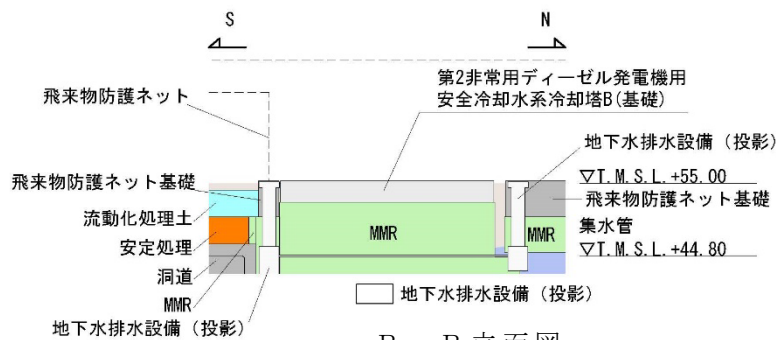 S
N
飛来物防護ネット
第2非常用ディーゼル発電機用
安全冷却水系冷却塔B(基礎)
地下水排水設備(投影)
飛来物防護ネット基礎
▽T.M.S.L.+55.00
流動化処理土
飛来物防護ネット基礎
集水管
安定処理
MMR
MMR
▽T.M.S.L.+44.80
洞道
MMR
地下水排水設備(投影)
地下水排水設備(投影)